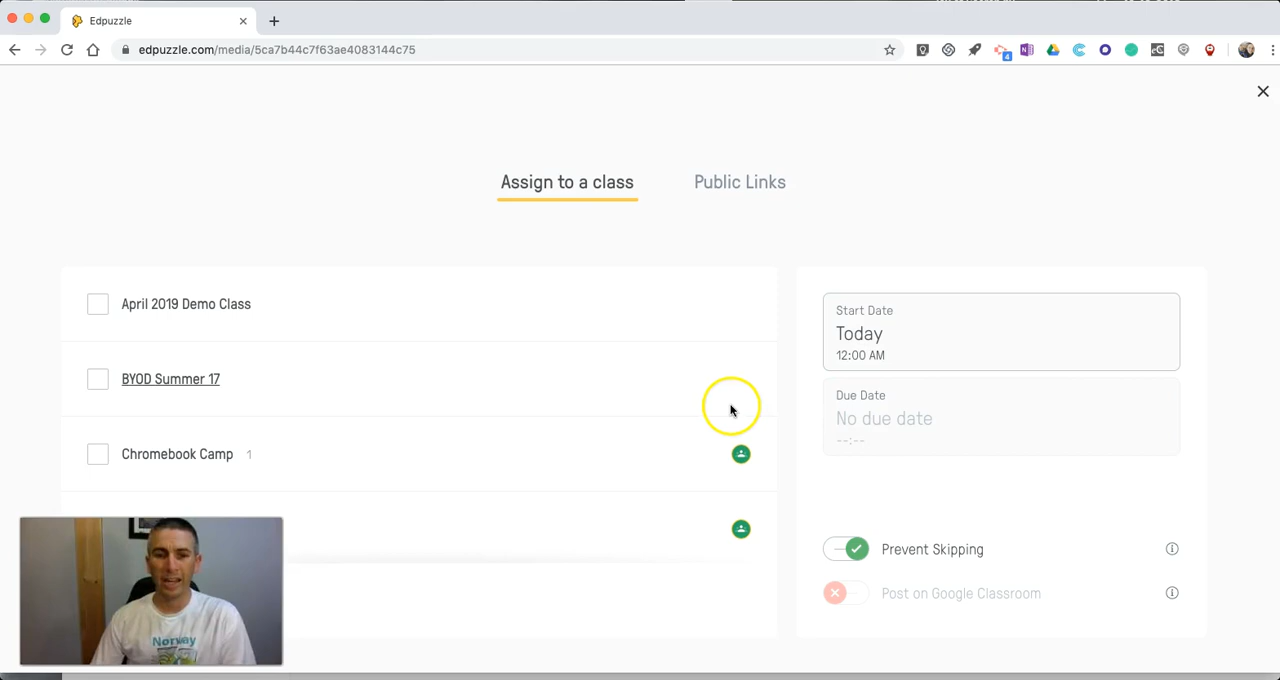 Edpuzzle
edpuzzle.com/media/5ca7b44c7f63ae4083144c75
4
Assign to a class
Public Links
April 2019 Demo Class
BYOD Summer 17
Chromebook Camp 1
Start Date
Today
12:00 AM
Due Date
No due date
--:--
Prevent Skipping
Post on Google Classroom
Norway